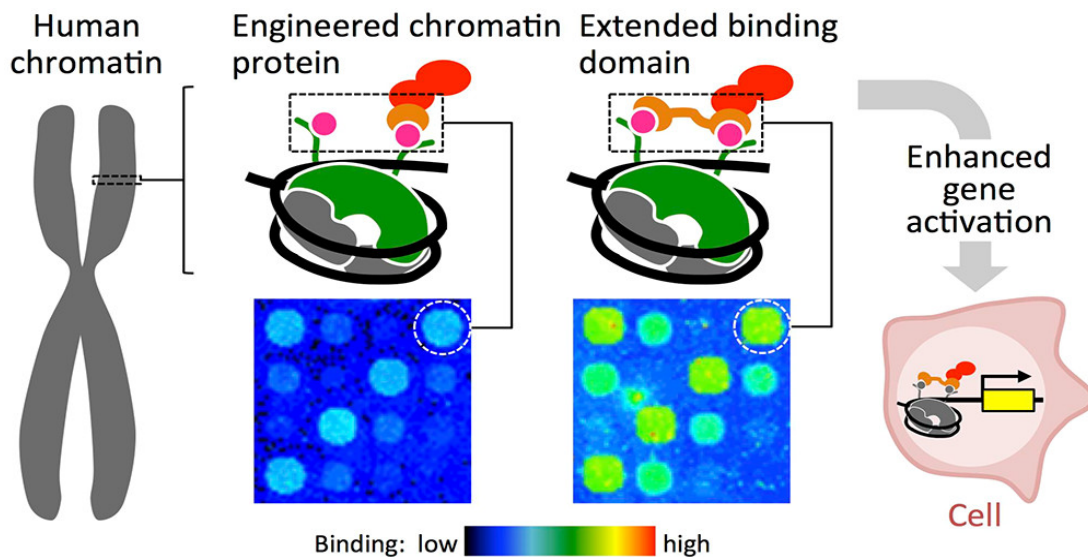 Human
chromatin
Engineered chromatin
protein
Extended binding
domain
Enhanced
gene
activation
Cell
Binding: low
high